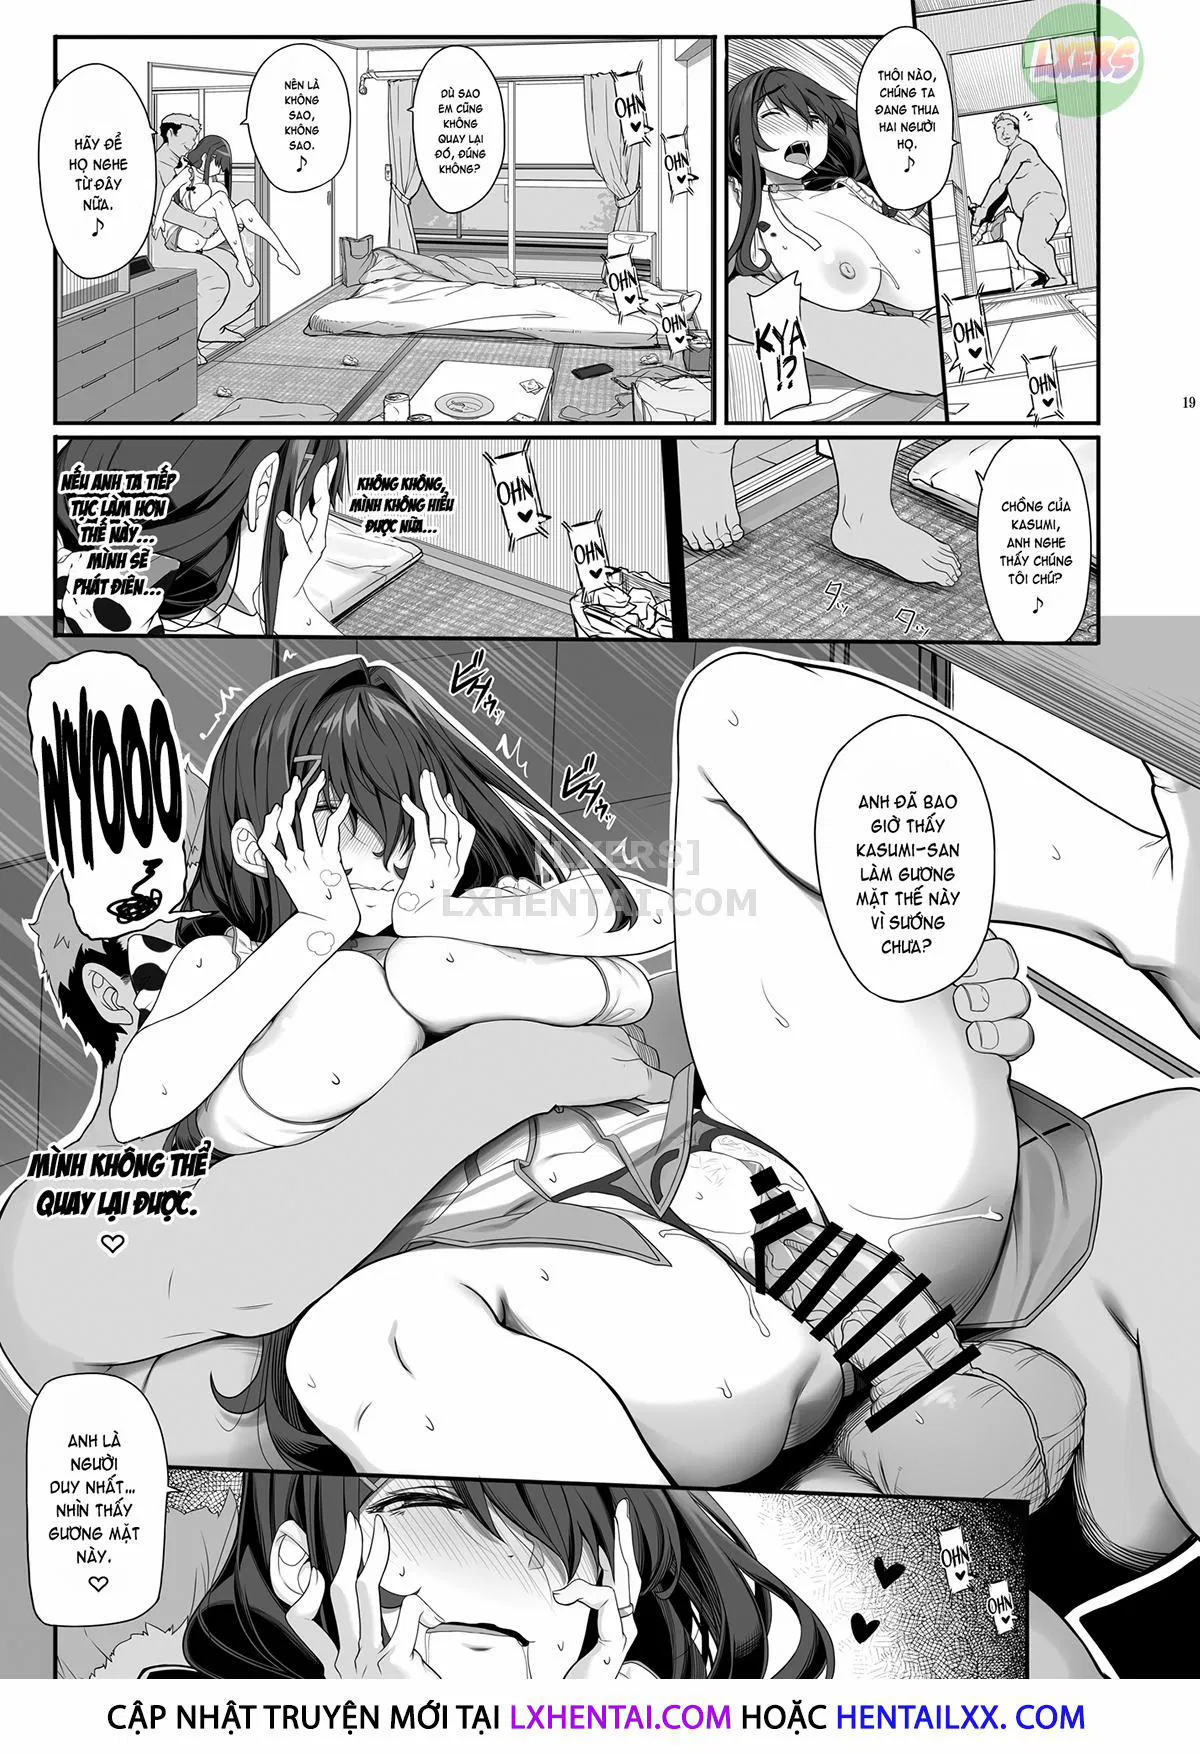 LXERS
THÔI NÀO,
CHÚNG TA
ĐANG THUA
HAI NGƯỜI
HỌ.
♪
OHN
♥
OHN
♥
OHN
♥
KYA
!?
DÙ SAO
EM CŨNG
KHÔNG
QUAY LẠI
ĐÓ, ĐÚNG
KHÔNG?
NÊN LÀ
KHÔNG
SAO,
KHÔNG
SAO.
♪
HÃY ĐỂ
HỌ NGHE
TỪ ĐÂY
NỮA.
♪
OHN
♥
OHN
♥
OHN
♥
OHN
♥
19
CHỒNG CỦA
KASUMI,
ANH NGHE
THẤY CHÚNG
TÔI CHỨ?
♪
OHN
♥
OHN
♥
KHÔNG KHÔNG,
MÌNH KHÔNG HIỂU
ĐƯỢC NỮA...
NẾU ANH TA TIẾP
TỤC LÀM HƠN
THẾ NÀY...
MÌNH SẼ
PHÁT ĐIÊN...
ANH ĐÃ BAO
GIỜ THẤY
KASUMI-SAN
LÀM GƯƠNG
MẶT THẾ NÀY
VÌ SƯỚNG
CHƯA?
NYOOO
[LXERS]
LXHENTAI.COM
MÌNH KHÔNG THỂ
QUAY LẠI ĐƯỢC.
♡
ANH LÀ
NGƯỜI
DUY NHẤT...
NHÌN THẤY
GƯƠNG MẶT
NÀY.
♡
OHN
♥
OHN
♥
CẬP NHẬT TRUYỆN MỚI TẠI LXHENTAI.COM HOẶC HENTAILXX. COM